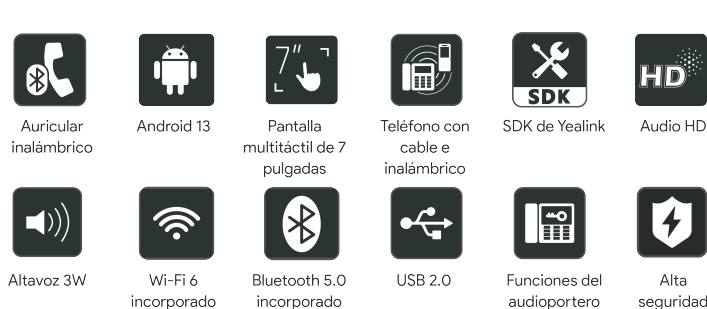 7"
SDK
HD
Auricular
inalámbrico
Android 13
Pantalla
multitáctil de 7
pulgadas
Teléfono con
cable e
inalámbrico
SDK de Yealink
Audio HD
Altavoz 3W
Wi-Fi 6
incorporado
Bluetooth 5.0
incorporado
USB 2.0
Funciones del
audioportero
Alta
seguridad